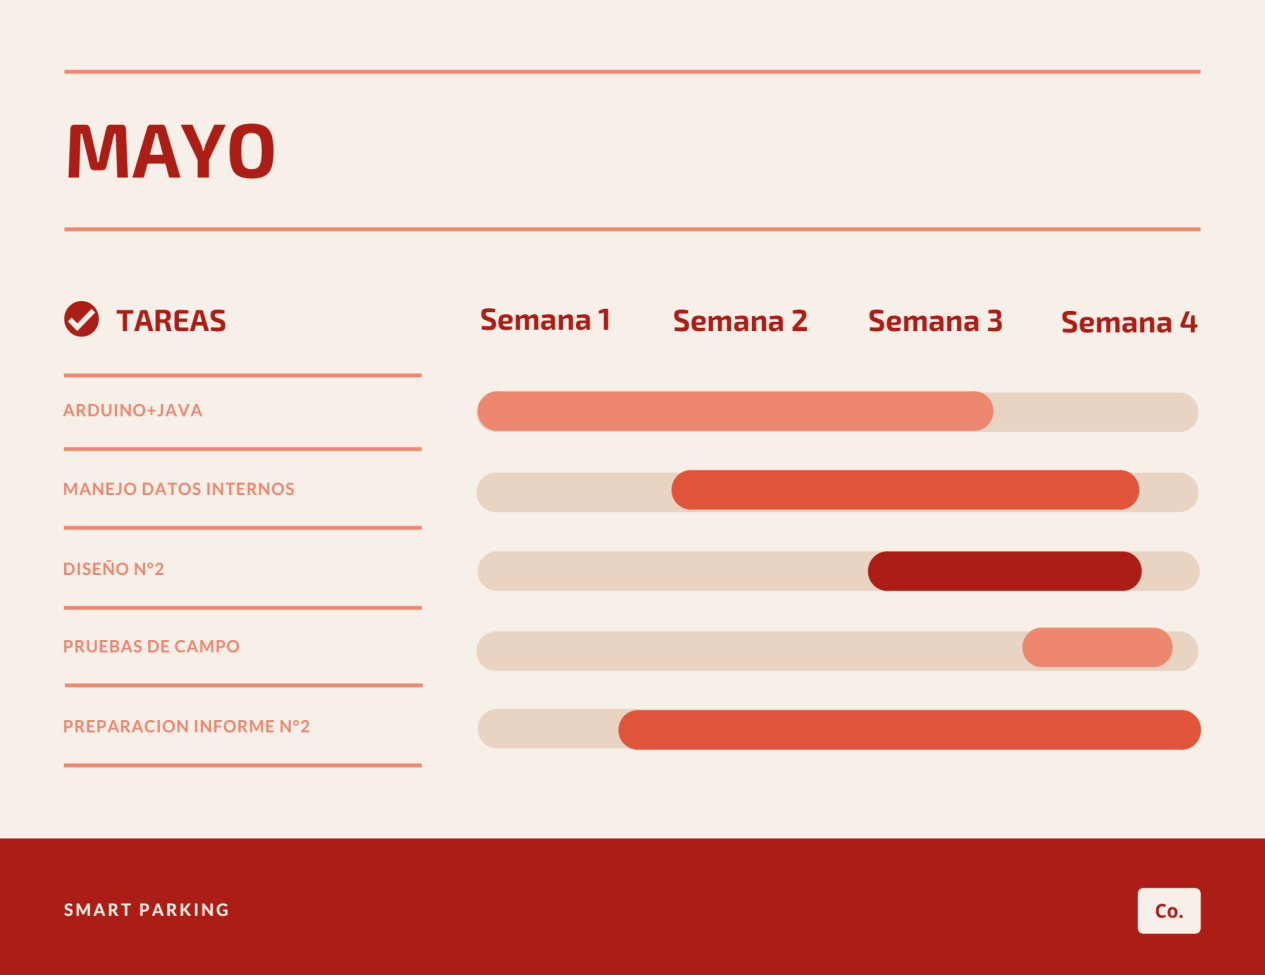 MAYO
TAREAS
Semana 1 Semana 2 Semana 3 Semana 4
ARDUINO+JAVA
MANEJO DATOS INTERNOS
DISEÑO N°2
PRUEBAS DE CAMPO
PREPARACION INFORME N°2
SMART PARKING
Co.